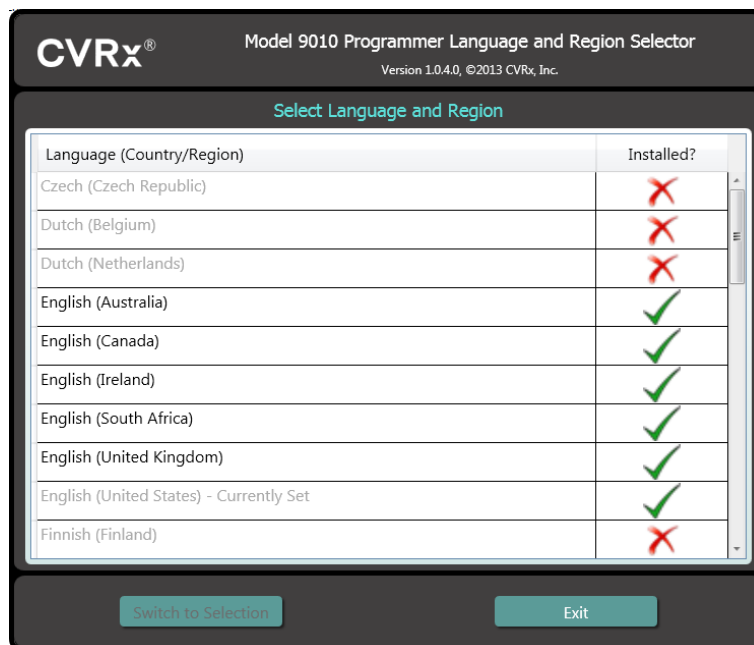 CVRx®
Model 9010 Programmer Language and Region Selector
Version 1.0.4.0, ©2013 CVRx, Inc.
Select Language and Region
Language (Country/Region) Installed?
Czech (Czech Republic)
Dutch (Belgium)
Dutch (Netherlands)
English (Australia)
English (Canada)
English (Ireland)
English (South Africa)
English (United Kingdom)
English (United States) - Currently Set
Finnish (Finland)
Switch to Selection Exit